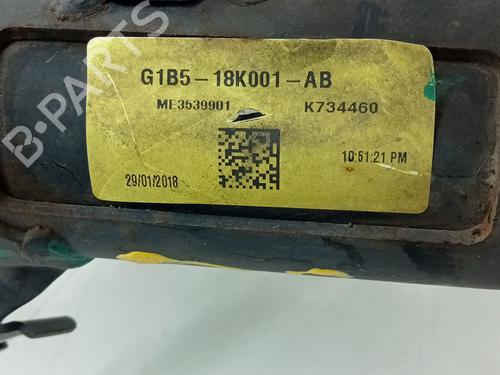 G1B5-18K001-AB
ME3539901 K734460
10:51:21 PM
29/01/2018
B-PARTS